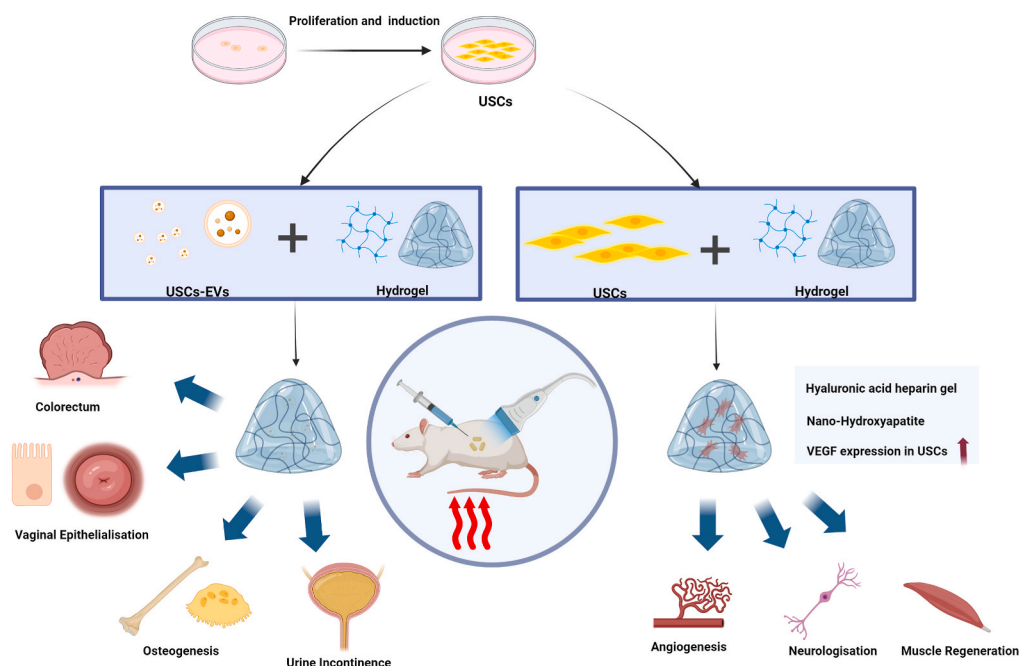 Proliferation and induction
USCs
USCs-EVs
Hydrogel
USCs
Hydrogel
Colorectum
Hyaluronic acid heparin gel
Nano-Hydroxyapatite
VEGF expression in USCs
Vaginal Epithelialisation
Osteogenesis
Urine Incontinence
Angiogenesis
Neurologisation
Muscle Regeneration